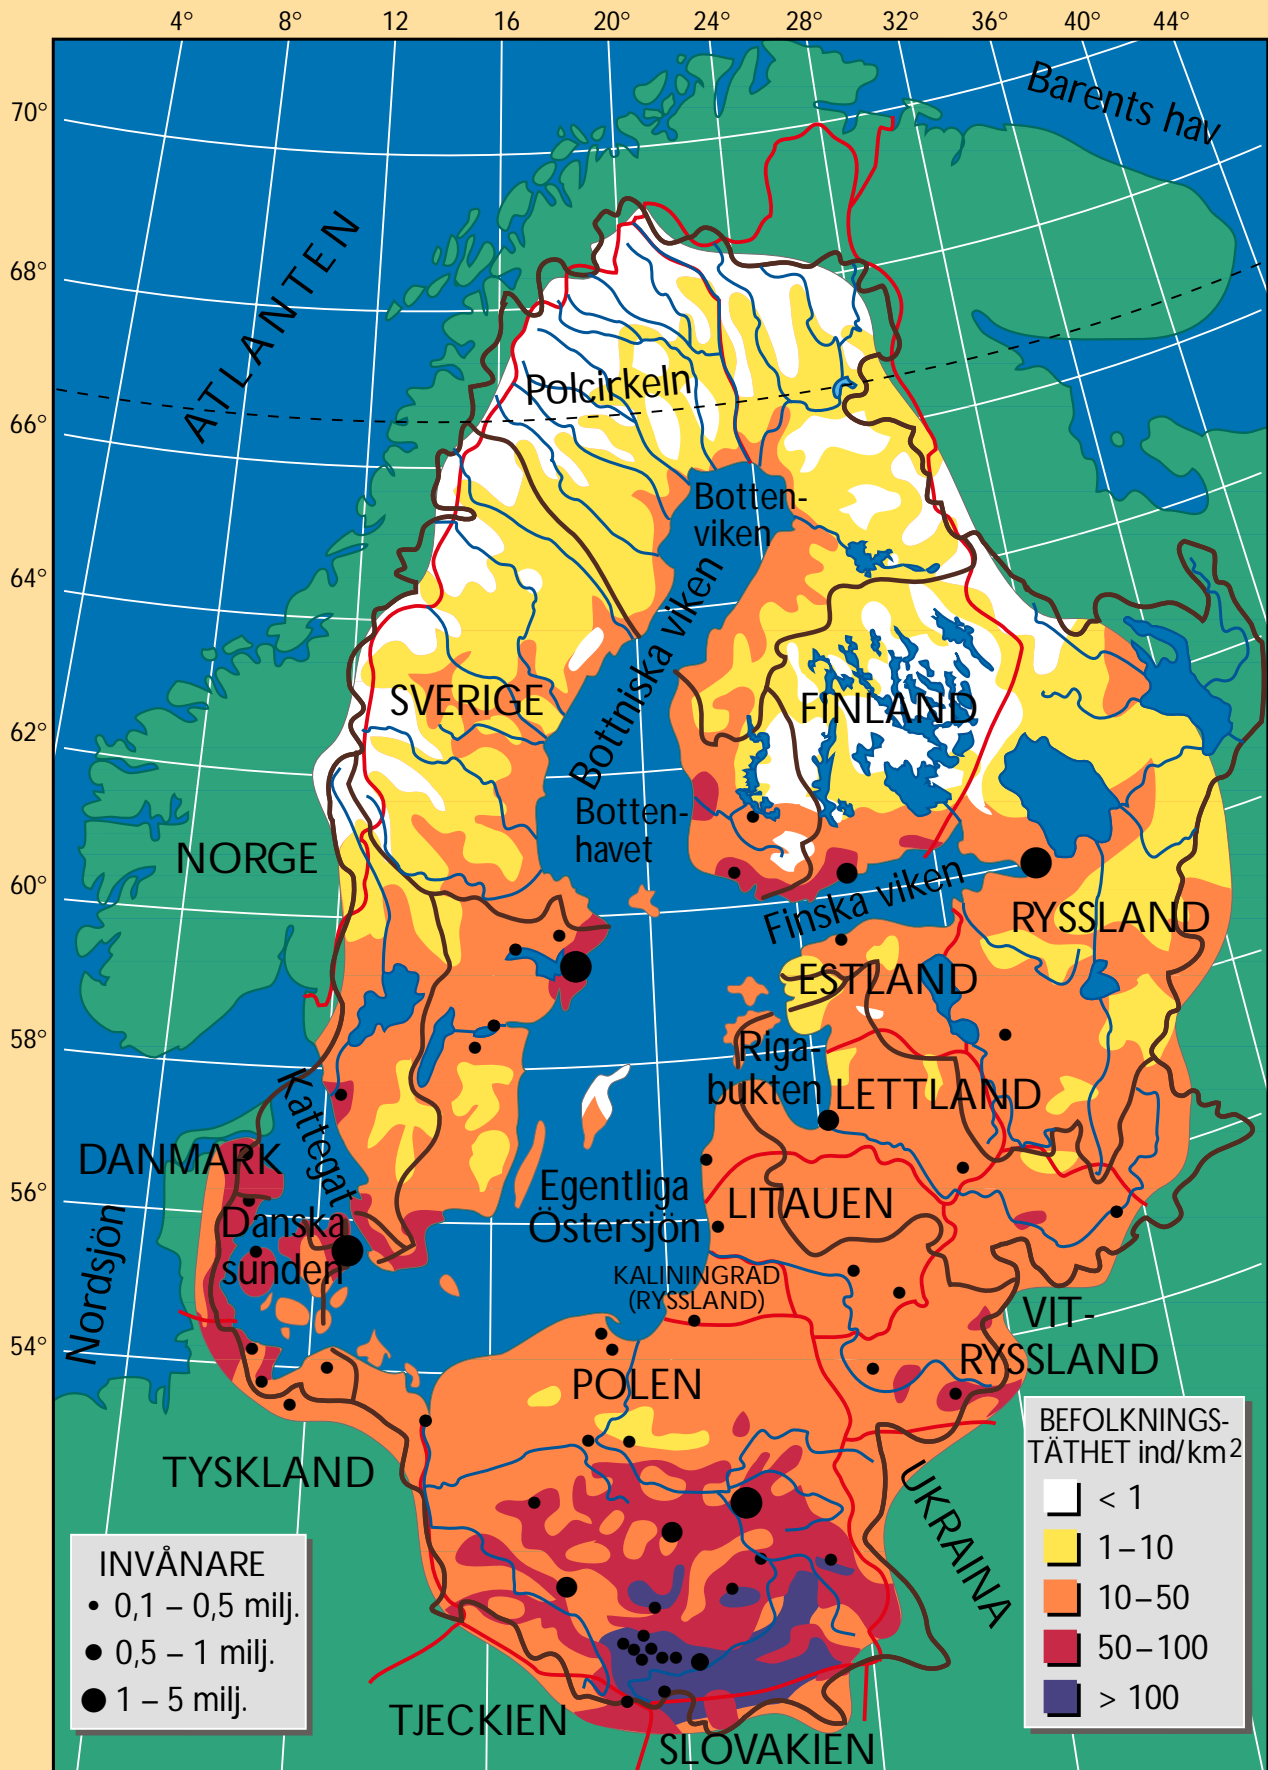 4° 8° 12 16 20° 24° 28° 32° 36° 40° 44°
70°
68°
66°
64°
62°
60°
58°
56°
54°
Barents hav
ATLANTEN
Polcirkeln
Botten-
viken
Bottniska viken
SVERIGE
FINLAND
Botten-
havet
NORGE
Finska viken
RYSSLAND
ESTLAND
Riga-
bukten
LETTLAND
Kattegat
DANMARK
Egentliga
Östersjön
LITAUEN
Danska
sunden
Nordsjön
KALININGRAD
(RYSSLAND)
VIT-
RYSSLAND
POLEN
TYSKLAND
UKRAINA
TJECKIEN
SLOVAKIEN
INVÅNARE
0,1 – 0,5 milj.
0,5 – 1 milj.
1 – 5 milj.
BEFOLKNINGS-
TÄTHET ind/km²
< 1
1–10
10–50
50–100
> 100